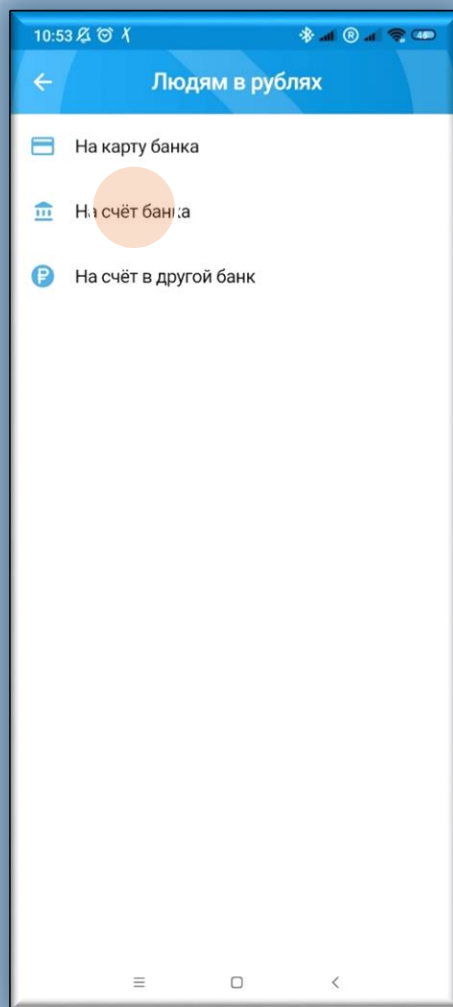 10:53
Людям в рублях
На карту банка
На счёт банка
На счёт в другой банк